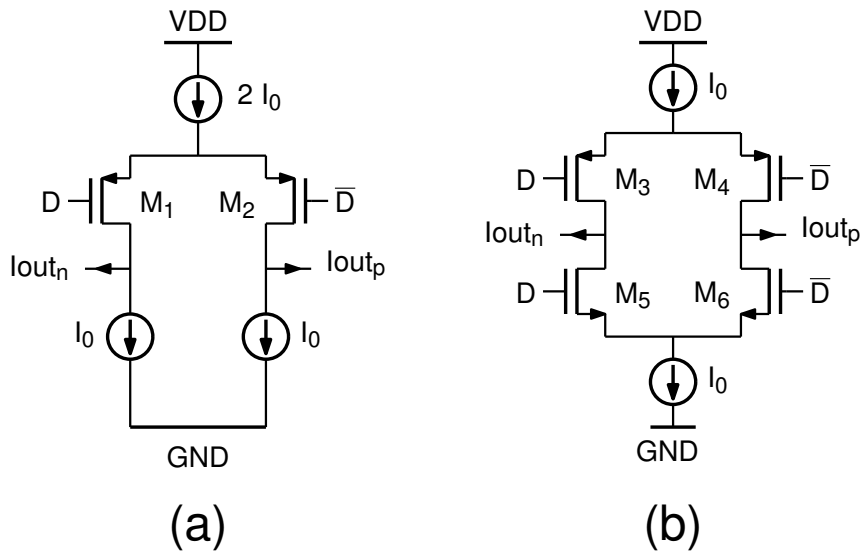 VDD
2 I0
D M1 M2 D̅
Ioutn Ioutp
I0 I0
GND
(a)
VDD
I0
D M3 M4 D̅
Ioutn Ioutp
D M5 M6 D̅
I0
GND
(b)